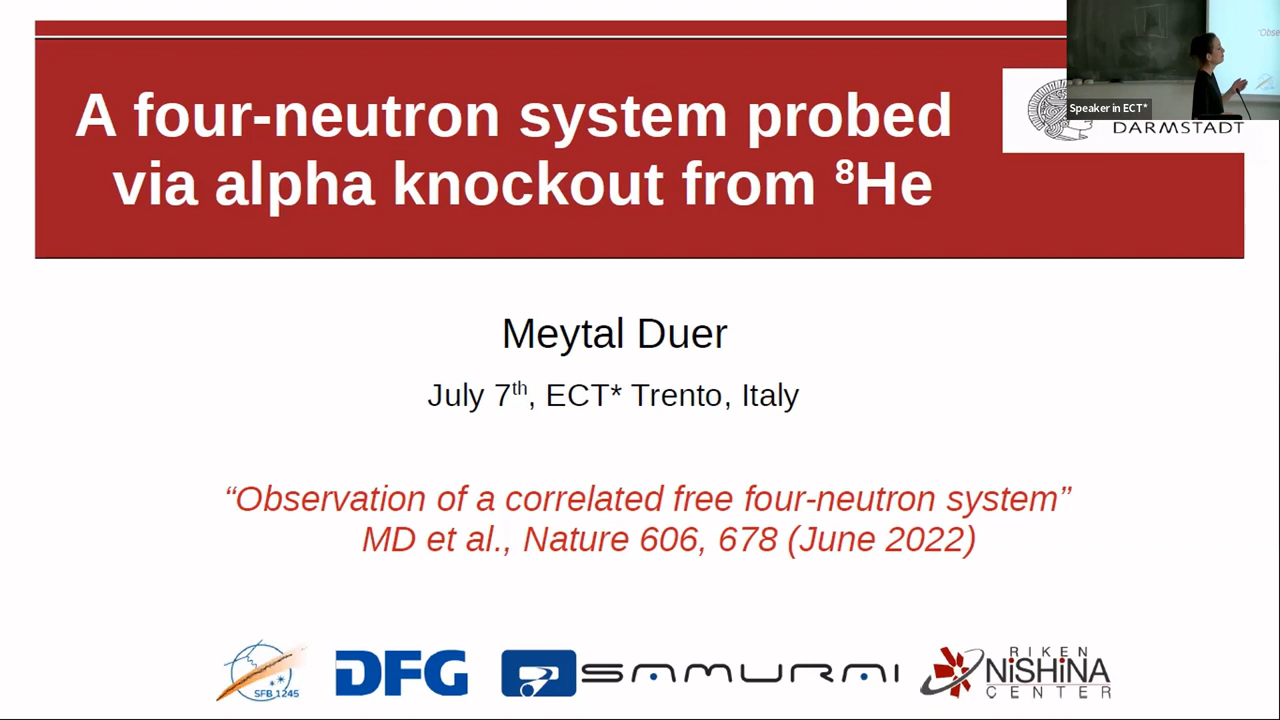 A four-neutron system probed
via alpha knockout from ⁸He
Speaker in ECT*
DARMSTADT
Meytal Duer
July 7th, ECT* Trento, Italy
“Observation of a correlated free four-neutron system”
MD et al., Nature 606, 678 (June 2022)
SFB 1245
DFG
SAMURAI
RIKEN
NiSHiNA
CENTER